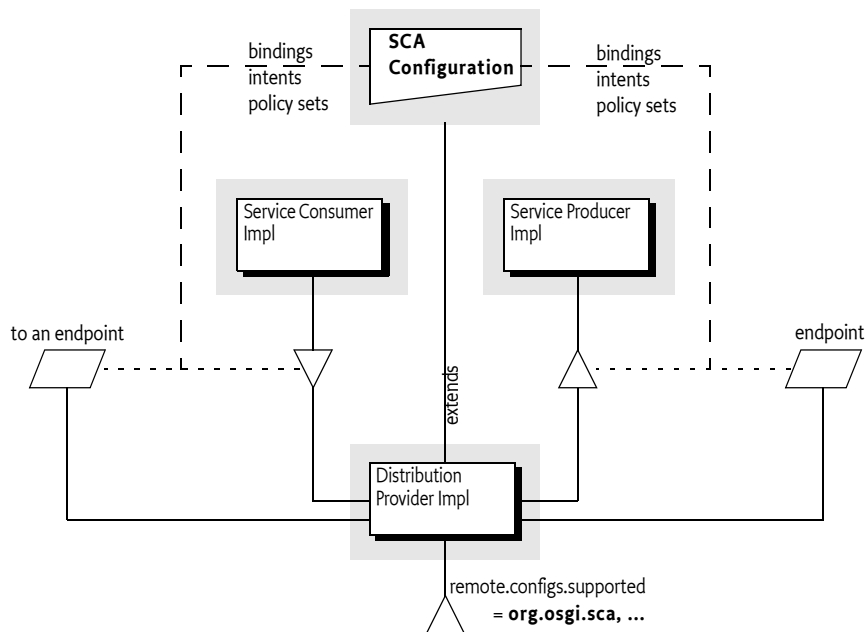 SCA
Configuration
bindings
intents
policy sets
bindings
intents
policy sets
Service Consumer
Impl
Service Producer
Impl
to an endpoint
endpoint
extends
Distribution
Provider Impl
remote.configs.supported
= org.osgi.sca, ...